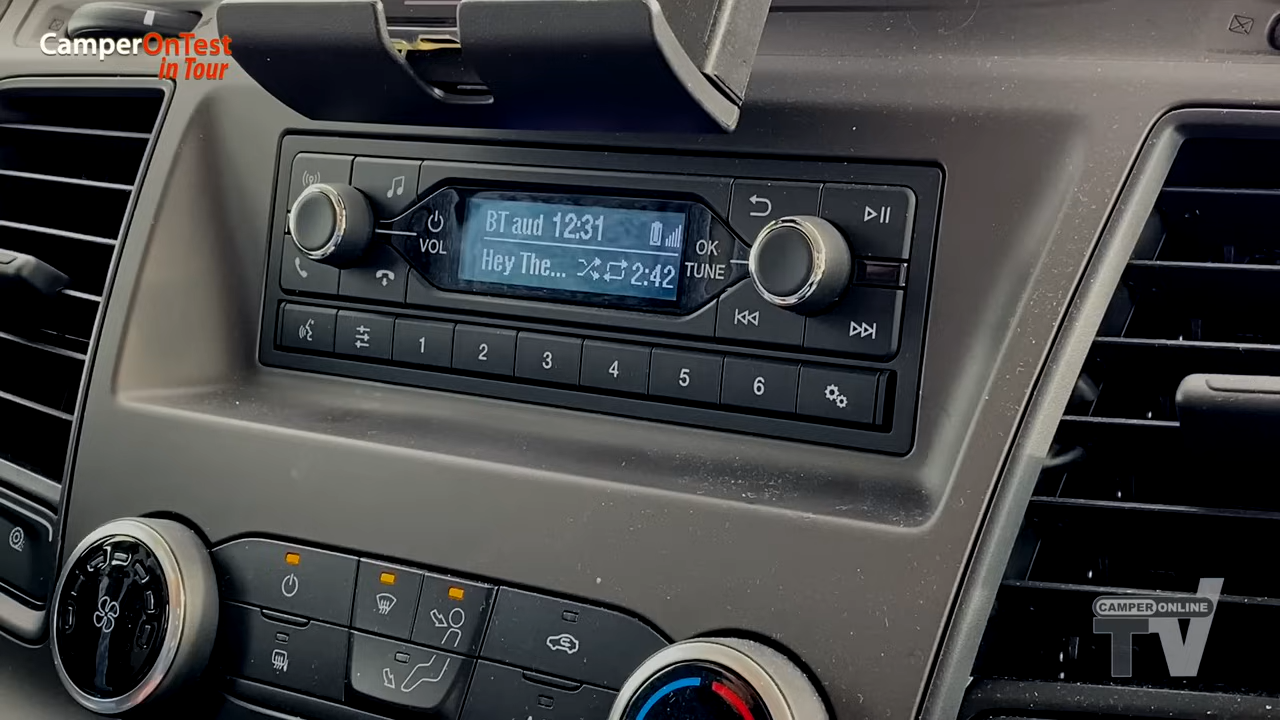 CamperOnTest
in Tour
BT aud 12:31
Hey The... 2:42
VOL
OK
TUNE
1 2 3 4 5 6
CAMPER ONLINE
TV